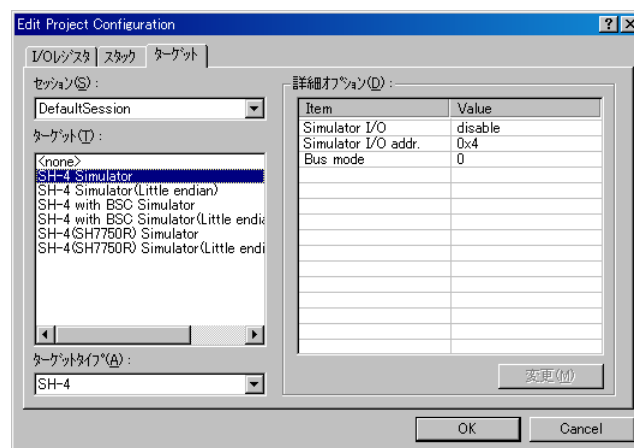 Edit Project Configuration
I/Oレジスタ スタック ターゲット
セッション(S) :
DefaultSession
ターゲット(T) :
<none>
SH-4 Simulator
SH-4 Simulator(Little endian)
SH-4 with BSC Simulator
SH-4 with BSC Simulator(Little endia
SH-4(SH7750R) Simulator
SH-4(SH7750R) Simulator(Little endi
ターゲットタイプ(A) :
SH-4
詳細オプション(D) :
Item Value
Simulator I/O disable
Simulator I/O addr. 0x4
Bus mode 0
変更(M)
OK Cancel